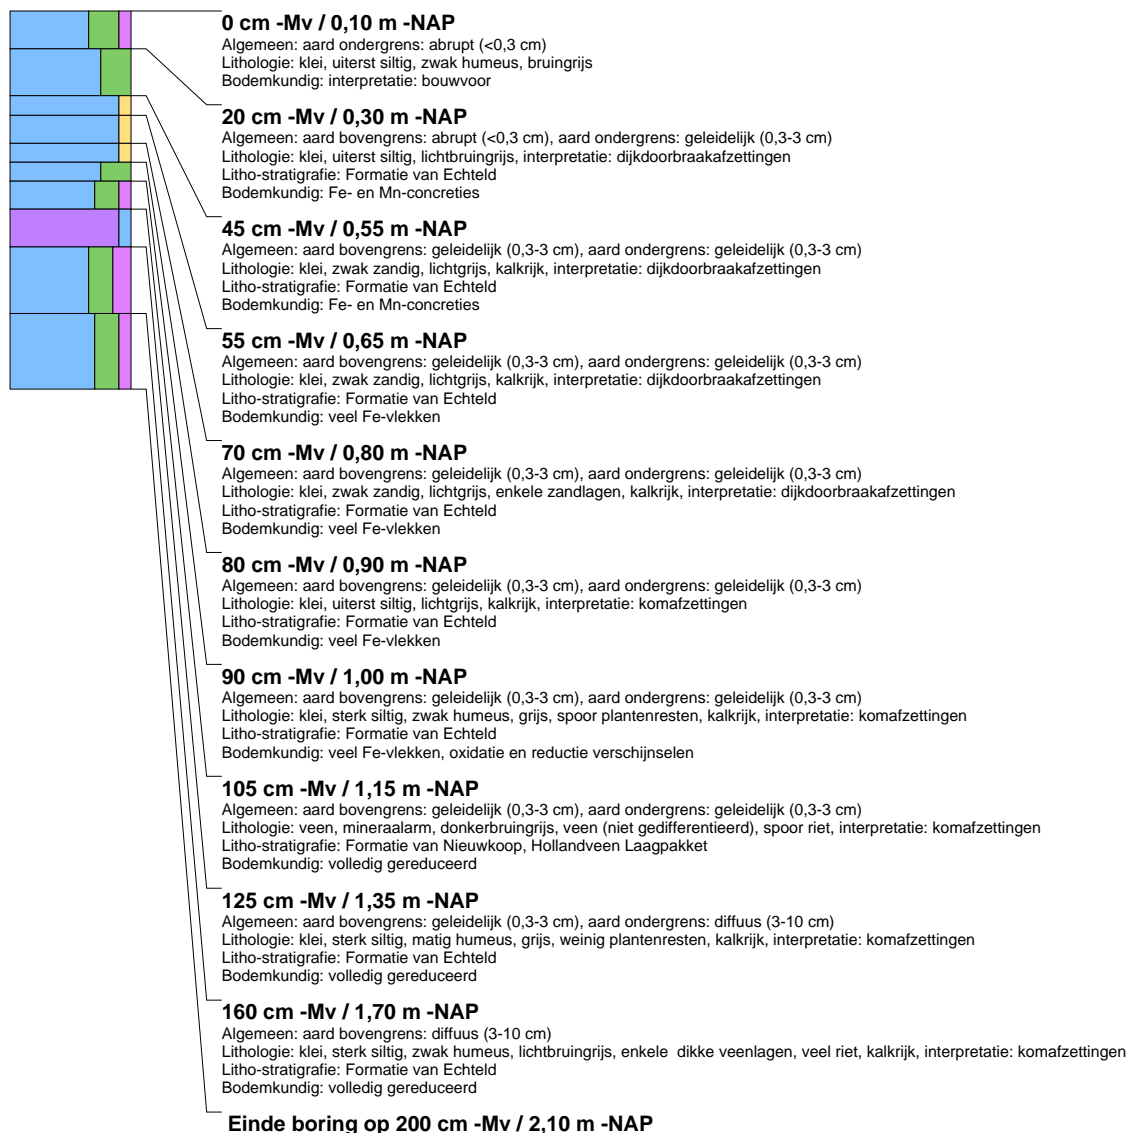 0 cm -Mv / 0,10 m -NAP
Algemeen: aard ondergrens: abrupt (<0,3 cm)
Lithologie: klei, uiterst siltig, zwak humeus, bruingrijs
Bodemkundig: interpretatie: bouwvoor
20 cm -Mv / 0,30 m -NAP
Algemeen: aard bovengrens: abrupt (<0,3 cm), aard ondergrens: geleidelijk (0,3-3 cm)
Lithologie: klei, uiterst siltig, lichtbruingrijs, interpretatie: dijkdoorbraakafzettingen
Litho-stratigrafie: Formatie van Echteld
Bodemkundig: Fe- en Mn-concreties
45 cm -Mv / 0,55 m -NAP
Algemeen: aard bovengrens: geleidelijk (0,3-3 cm), aard ondergrens: geleidelijk (0,3-3 cm)
Lithologie: klei, zwak zandig, lichtgrijs, kalkrijk, interpretatie: dijkdoorbraakafzettingen
Litho-stratigrafie: Formatie van Echteld
Bodemkundig: Fe- en Mn-concreties
55 cm -Mv / 0,65 m -NAP
Algemeen: aard bovengrens: geleidelijk (0,3-3 cm), aard ondergrens: geleidelijk (0,3-3 cm)
Lithologie: klei, zwak zandig, lichtgrijs, kalkrijk, interpretatie: dijkdoorbraakafzettingen
Litho-stratigrafie: Formatie van Echteld
Bodemkundig: veel Fe-vlekken
70 cm -Mv / 0,80 m -NAP
Algemeen: aard bovengrens: geleidelijk (0,3-3 cm), aard ondergrens: geleidelijk (0,3-3 cm)
Lithologie: klei, zwak zandig, lichtgrijs, enkele zandlagen, kalkrijk, interpretatie: dijkdoorbraakafzettingen
Litho-stratigrafie: Formatie van Echteld
Bodemkundig: veel Fe-vlekken
80 cm -Mv / 0,90 m -NAP
Algemeen: aard bovengrens: geleidelijk (0,3-3 cm), aard ondergrens: geleidelijk (0,3-3 cm)
Lithologie: klei, uiterst siltig, lichtgrijs, kalkrijk, interpretatie: komafzettingen
Litho-stratigrafie: Formatie van Echteld
Bodemkundig: veel Fe-vlekken
90 cm -Mv / 1,00 m -NAP
Algemeen: aard bovengrens: geleidelijk (0,3-3 cm), aard ondergrens: geleidelijk (0,3-3 cm)
Lithologie: klei, sterk siltig, zwak humeus, grijs, spoor plantenresten, kalkrijk, interpretatie: komafzettingen
Litho-stratigrafie: Formatie van Echteld
Bodemkundig: veel Fe-vlekken, oxidatie en reductie verschijnselen
105 cm -Mv / 1,15 m -NAP
Algemeen: aard bovengrens: geleidelijk (0,3-3 cm), aard ondergrens: geleidelijk (0,3-3 cm)
Lithologie: veen, mineraalarm, donkerbruingrijs, veen (niet gedifferentieerd), spoor riet, interpretatie: komafzettingen
Litho-stratigrafie: Formatie van Nieuwkoop, Hollandveen Laagpakket
Bodemkundig: volledig gereduceerd
125 cm -Mv / 1,35 m -NAP
Algemeen: aard bovengrens: geleidelijk (0,3-3 cm), aard ondergrens: diffuus (3-10 cm)
Lithologie: klei, sterk siltig, matig humeus, grijs, weinig plantenresten, kalkrijk, interpretatie: komafzettingen
Litho-stratigrafie: Formatie van Echteld
Bodemkundig: volledig gereduceerd
160 cm -Mv / 1,70 m -NAP
Algemeen: aard bovengrens: diffuus (3-10 cm)
Lithologie: klei, sterk siltig, zwak humeus, lichtbruingrijs, enkele  dikke veenlagen, veel riet, kalkrijk, interpretatie: komafzettingen
Litho-stratigrafie: Formatie van Echteld
Bodemkundig: volledig gereduceerd
Einde boring op 200 cm -Mv / 2,10 m -NAP